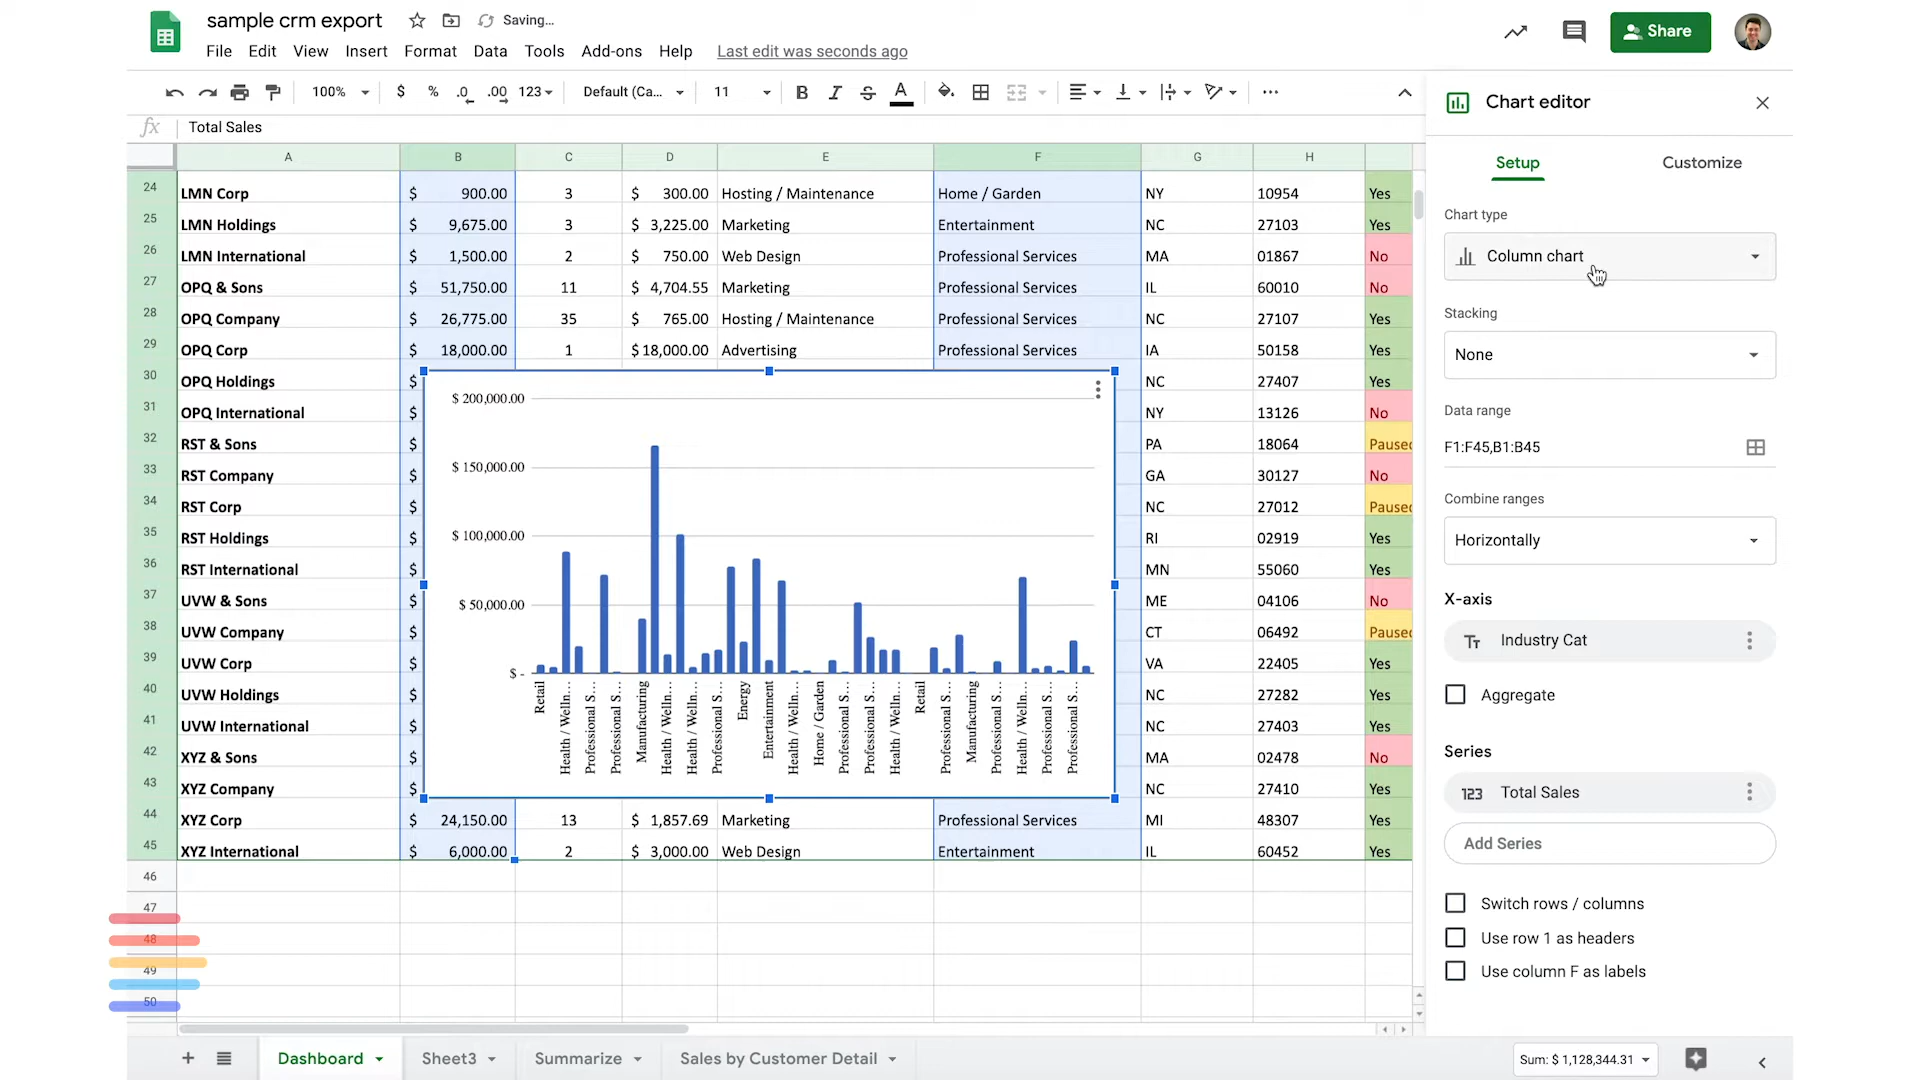 sample crm export Saving...
File Edit View Insert Format Data Tools Add-ons Help Last edit was seconds ago
Share
100% $ % .0 .00 123 Default (Ca... 11 B I S A
fx Total Sales
A B C D E F G H
24 LMN Corp $ 900.00 3 $ 300.00 Hosting / Maintenance Home / Garden NY 10954 Yes
25 LMN Holdings $ 9,675.00 3 $ 3,225.00 Marketing Entertainment NC 27103 Yes
26 LMN International $ 1,500.00 2 $ 750.00 Web Design Professional Services MA 01867 No
27 OPQ & Sons $ 51,750.00 11 $ 4,704.55 Marketing Professional Services IL 60010 No
28 OPQ Company $ 26,775.00 35 $ 765.00 Hosting / Maintenance Professional Services NC 27107 Yes
29 OPQ Corp $ 18,000.00 1 $ 18,000.00 Advertising Professional Services IA 50158 Yes
30 OPQ Holdings $ NC 27407 Yes
31 OPQ International $ NY 13126 No
32 RST & Sons $ PA 18064 Paused
33 RST Company $ GA 30127 No
34 RST Corp $ NC 27012 Paused
35 RST Holdings $ RI 02919 Yes
36 RST International $ MN 55060 Yes
37 UVW & Sons $ ME 04106 No
38 UVW Company $ CT 06492 Paused
39 UVW Corp $ VA 22405 Yes
40 UVW Holdings $ NC 27282 Yes
41 UVW International $ NC 27403 Yes
42 XYZ & Sons $ MA 02478 No
43 XYZ Company $ NC 27410 Yes
44 XYZ Corp $ 24,150.00 13 $ 1,857.69 Marketing Professional Services MI 48307 Yes
45 XYZ International $ 6,000.00 2 $ 3,000.00 Web Design Entertainment IL 60452 Yes
46
47
48
49
50
$ 200,000.00
$ 150,000.00
$ 100,000.00
$ 50,000.00
$ -
Retail
Health / Welln...
Professional S...
Professional S...
Manufacturing
Health / Welln...
Health / Welln...
Professional S...
Energy
Entertainment
Health / Welln...
Home / Garden
Professional S...
Professional S...
Health / Welln...
Retail
Professional S...
Manufacturing
Professional S...
Health / Welln...
Professional S...
Professional S...
Chart editor
Setup Customize
Chart type
Column chart
Stacking
None
Data range
F1:F45,B1:B45
Combine ranges
Horizontally
X-axis
Tт Industry Cat
Aggregate
Series
123 Total Sales
Add Series
Switch rows / columns
Use row 1 as headers
Use column F as labels
Dashboard Sheet3 Summarize Sales by Customer Detail Sum: $ 1,128,344.31